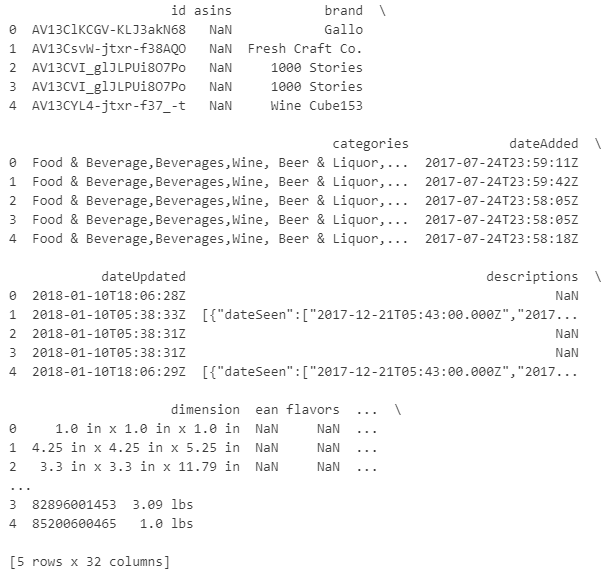 id asins brand \
0 AV13ClKCGV-KLJ3akN68 NaN Gallo
1 AV13CsvW-jtxr-f38AQO NaN Fresh Craft Co.
2 AV13CVI_glJLPUi8O7Po NaN 1000 Stories
3 AV13CVI_glJLPUi8O7Po NaN 1000 Stories
4 AV13CYL4-jtxr-f37_-t NaN Wine Cube153
categories dateAdded \
0 Food & Beverage,Beverages,Wine, Beer & Liquor,... 2017-07-24T23:59:11Z
1 Food & Beverage,Beverages,Wine, Beer & Liquor,... 2017-07-24T23:59:42Z
2 Food & Beverage,Beverages,Wine, Beer & Liquor,... 2017-07-24T23:58:05Z
3 Food & Beverage,Beverages,Wine, Beer & Liquor,... 2017-07-24T23:58:05Z
4 Food & Beverage,Beverages,Wine, Beer & Liquor,... 2017-07-24T23:58:18Z
dateUpdated descriptions \
0 2018-01-10T18:06:28Z NaN
1 2018-01-10T05:38:33Z [{"dateSeen":["2017-12-21T05:43:00.000Z","2017...
2 2018-01-10T05:38:31Z NaN
3 2018-01-10T05:38:31Z NaN
4 2018-01-10T18:06:29Z [{"dateSeen":["2017-12-21T05:43:00.000Z","2017...
dimension ean flavors ... \
0 1.0 in x 1.0 in x 1.0 in NaN NaN ...
1 4.25 in x 4.25 in x 5.25 in NaN NaN ...
2 3.3 in x 3.3 in x 11.79 in NaN NaN ...
...
3 82896001453 3.09 lbs
4 85200600465 1.0 lbs
[5 rows x 32 columns]